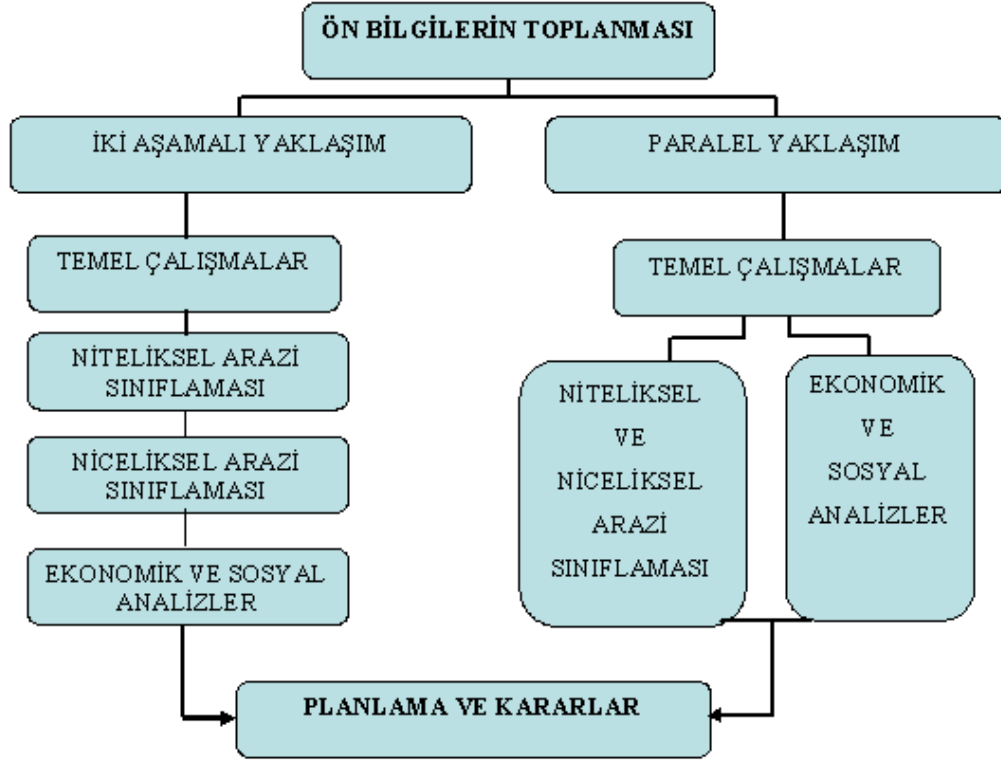 ÖN BİLGİLERİN TOPLANMASI
İKİ AŞAMALI YAKLAŞIM
PARALEL YAKLAŞIM
TEMEL ÇALIŞMALAR
TEMEL ÇALIŞMALAR
NİTELİKSEL ARAZİ
SINIFLAMASI
NİCELİKSEL ARAZİ
SINIFLAMASI
EKONOMİK VE SOSYAL
ANALİZLER
NİTELİKSEL
VE
NİCELİKSEL
ARAZİ
SINIFLAMASI
EKONOMİK
VE
SOSYAL
ANALİZLER
PLANLAMA VE KARARLAR